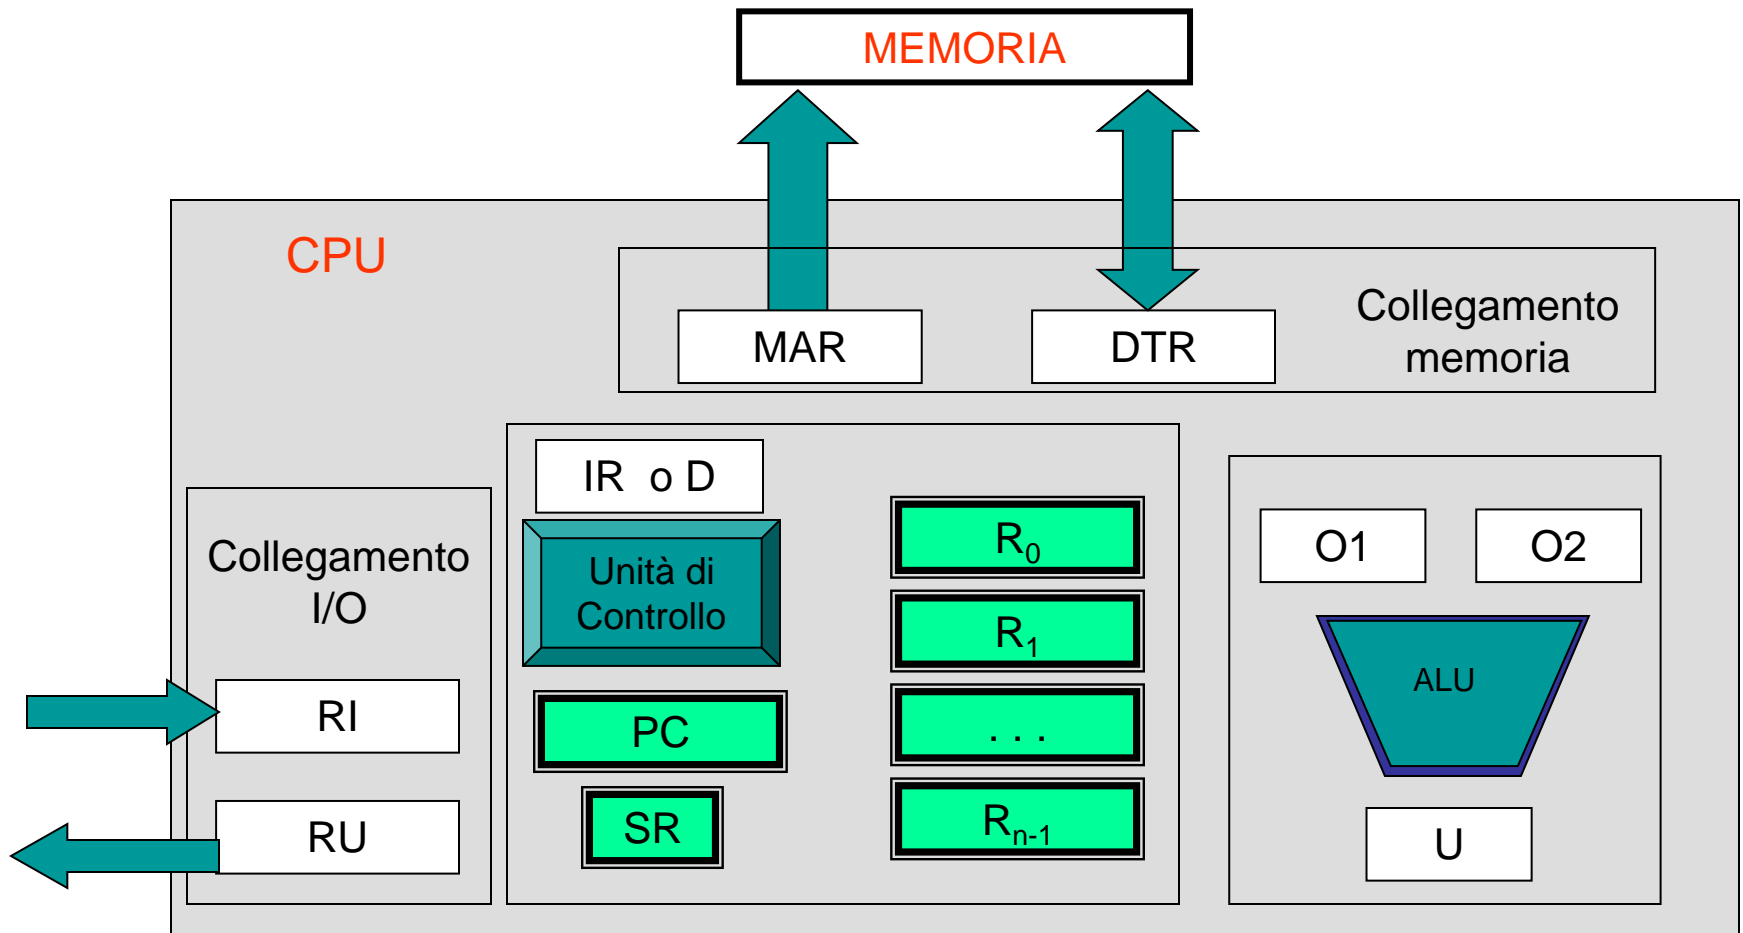 MEMORIA
CPU
Collegamento
memoria
MAR
DTR
IR o D
Unità di
Controllo
PC
SR
R0
R1
. . .
Rn-1
O1
O2
ALU
U
Collegamento
I/O
RI
RU